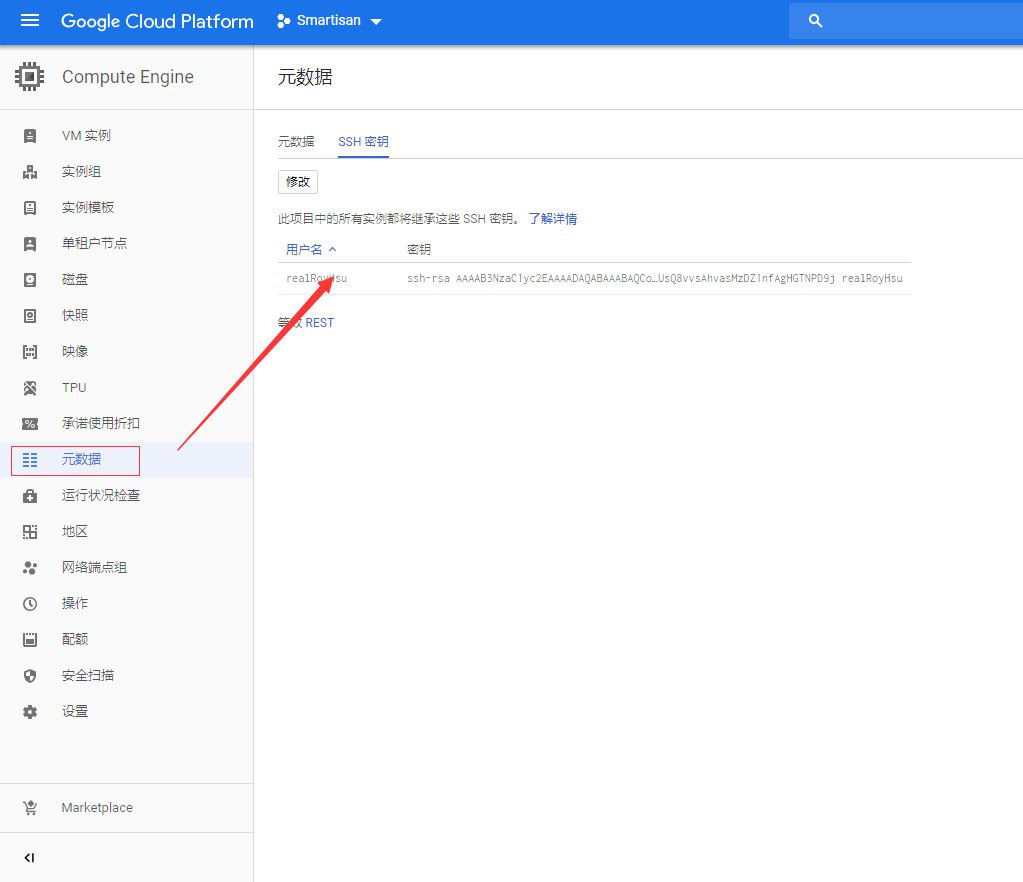 Google Cloud Platform Smartisan
Compute Engine
元数据
VM 实例
实例组
实例模板
单租户节点
磁盘
快照
映像
TPU
承诺使用折扣
元数据
运行状况检查
地区
网络端点组
操作
配额
安全扫描
设置
Marketplace
元数据 SSH 密钥
修改
此项目中的所有实例都将继承这些 SSH 密钥。 了解详情
用户名 密钥
realRoyHsu ssh-rsa AAAAB3NzaC1yc2EAAAADAQABAAABAQCo…UsQ8vvsAhvasMzDZ1nfAgHGTNPD9j realRoyHsu
等效 REST